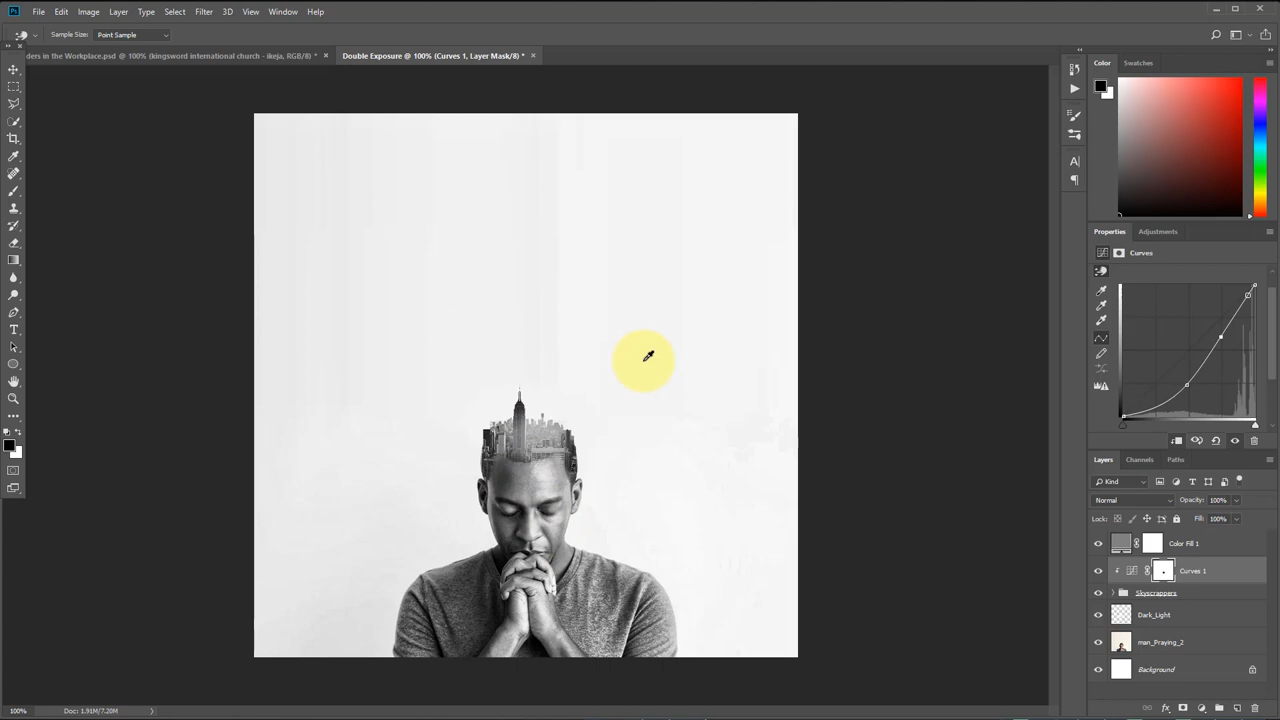 Ps File Edit Image Layer Type Select Filter 3D View Window Help
Sample Size: Point Sample
ders in the Workplace.psd @ 100% (kingsword international church - ikeja, RGB/8) * × Double Exposure @ 100% (Curves 1, Layer Mask/8) * ×
Color Swatches
Properties Adjustments
Curves
Layers Channels Paths
Kind
Normal Opacity: 100%
Lock: Fill: 100%
Color Fill 1
Curves 1
Skyscrappers
Dark_Light
man_Praying_2
Background
100% Doc: 1.91M/7.20M